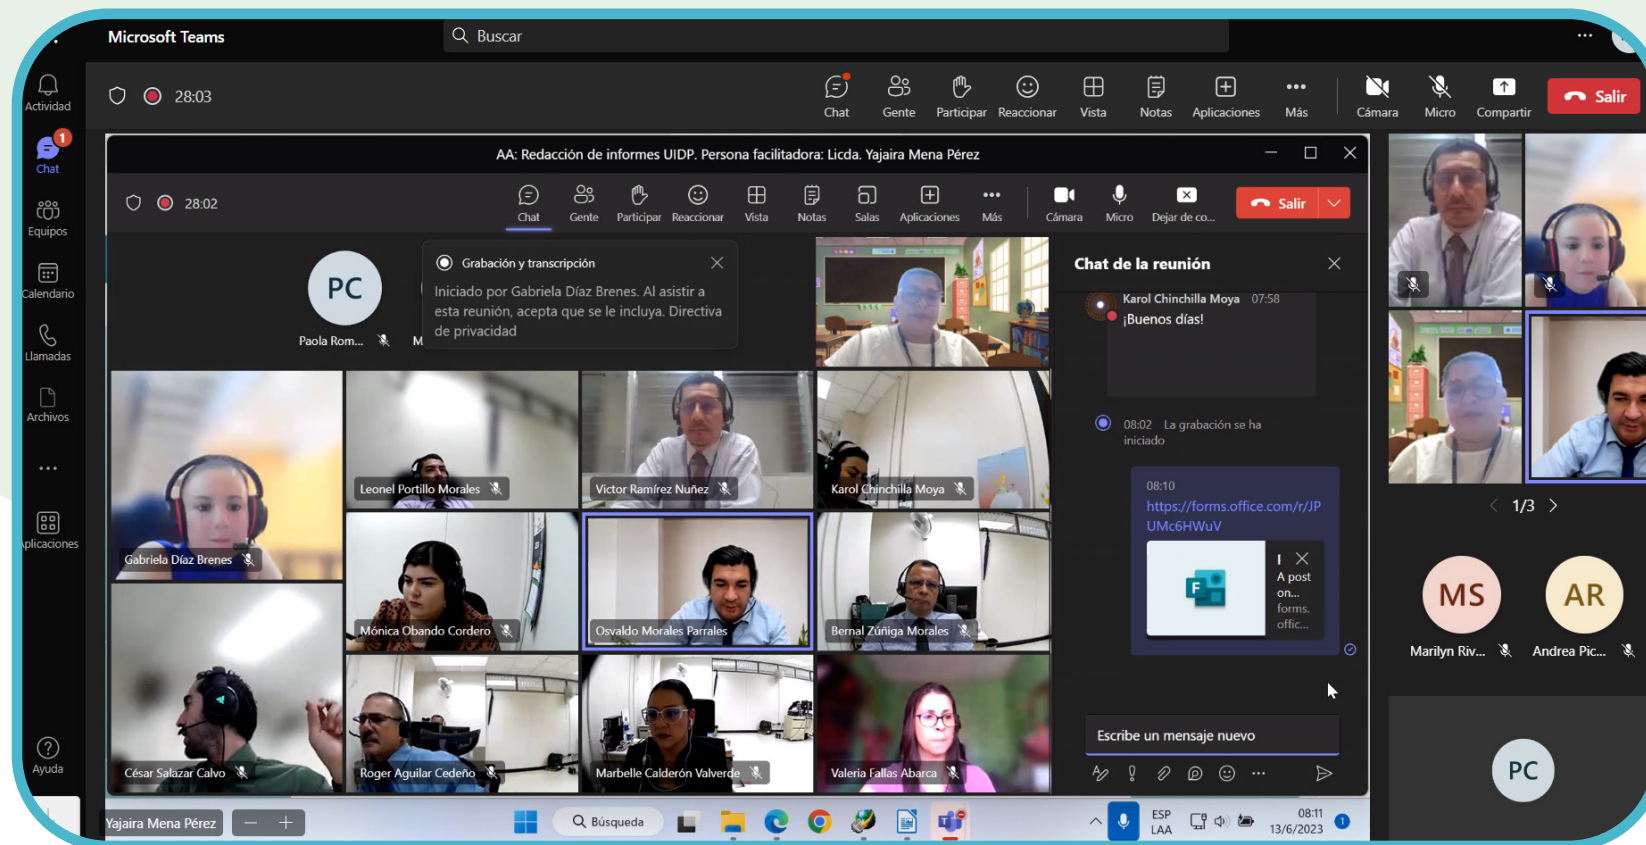 Microsoft Teams
Buscar
28:03
Chat
Gente
Participar
Reaccionar
Vista
Notas
Aplicaciones
Más
Cámara
Micro
Compartir
Salir
Actividad
1
Chat
Equipos
Calendario
Llamadas
Archivos
Aplicaciones
Ayuda
AA: Redacción de informes UIDP. Persona facilitadora: Licda. Yajaira Mena Pérez
28:02
Chat
Gente
Participar
Reaccionar
Vista
Notas
Salas
Aplicaciones
Más
Cámara
Micro
Dejar de co...
Salir
PC
Paola Rom...
M
Grabación y transcripción
Iniciado por Gabriela Díaz Brenes. Al asistir a
esta reunión, acepta que se le incluya. Directiva
de privacidad
Gabriela Díaz Brenes
Leonel Portillo Morales
Victor Ramírez Nuñez
Karol Chinchilla Moya
Mónica Obando Cordero
Osvaldo Morales Parrales
Bernal Zúñiga Morales
César Salazar Calvo
Roger Aguilar Cedeño
Marbelle Calderón Valverde
Valeria Fallas Abarca
Chat de la reunión
Karol Chinchilla Moya 07:58
¡Buenos días!
08:02 La grabación se ha
iniciado
08:10
https://forms.office.com/r/JP
UMc6HWuV
F
A post
on...
forms.
offic...
Escribe un mensaje nuevo
1/3
MS
Marilyn Riv...
AR
Andrea Pic...
PC
Yajaira Mena Pérez
Búsqueda
ESP
LAA
08:11
13/6/2023
1